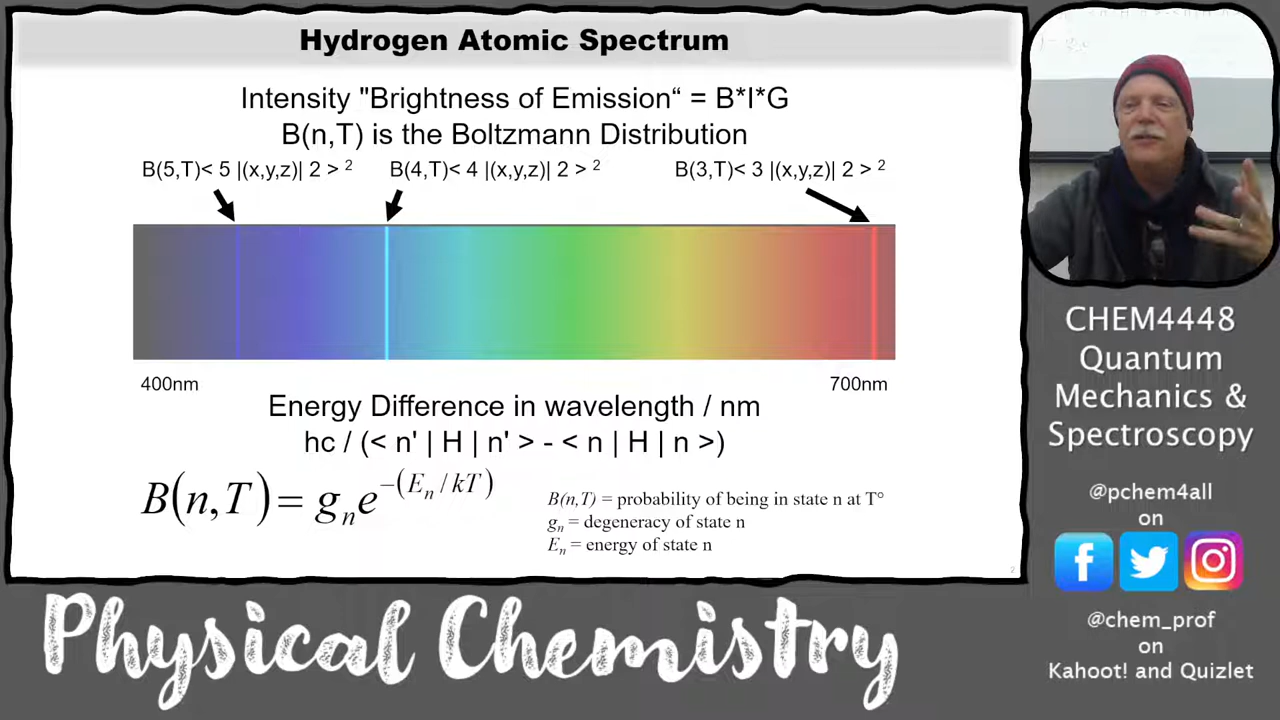 Hydrogen Atomic Spectrum
Intensity "Brightness of Emission“ = B*I*G
B(n,T) is the Boltzmann Distribution
B(5,T)< 5 |(x,y,z)| 2 > ²
B(4,T)< 4 |(x,y,z)| 2 > ²
B(3,T)< 3 |(x,y,z)| 2 > ²
400nm
700nm
Energy Difference in wavelength / nm
hc / (< n' | H | n' > - < n | H | n >)
B(n,T) = gₙe^−(Eₙ / kT)
B(n,T) = probability of being in state n at T°
gₙ = degeneracy of state n
Eₙ = energy of state n
2
Physical Chemistry
CHEM4448
Quantum
Mechanics &
Spectroscopy
@pchem4all
on
@chem_prof
on
Kahoot! and Quizlet